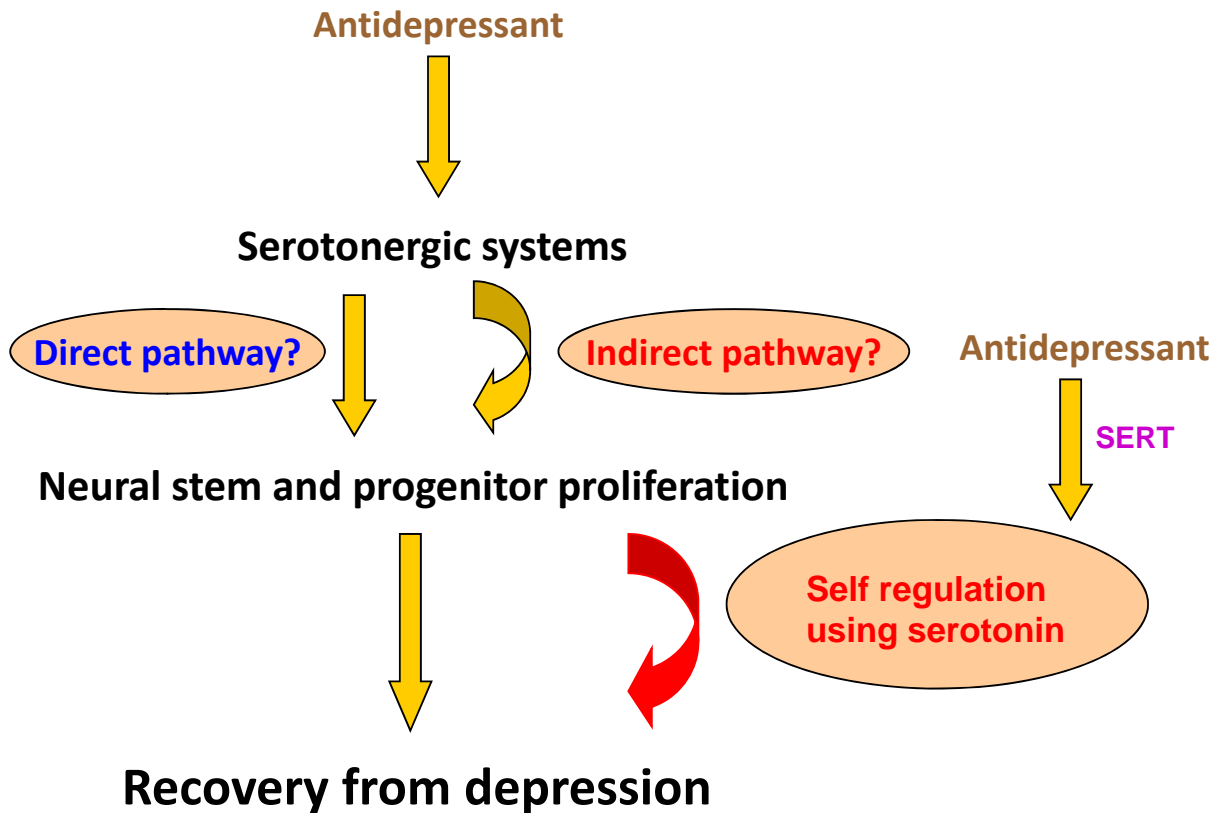 Antidepressant
Serotonergic systems
Direct pathway?
Indirect pathway?
Antidepressant
SERT
Neural stem and progenitor proliferation
Self regulation
using serotonin
Recovery from depression